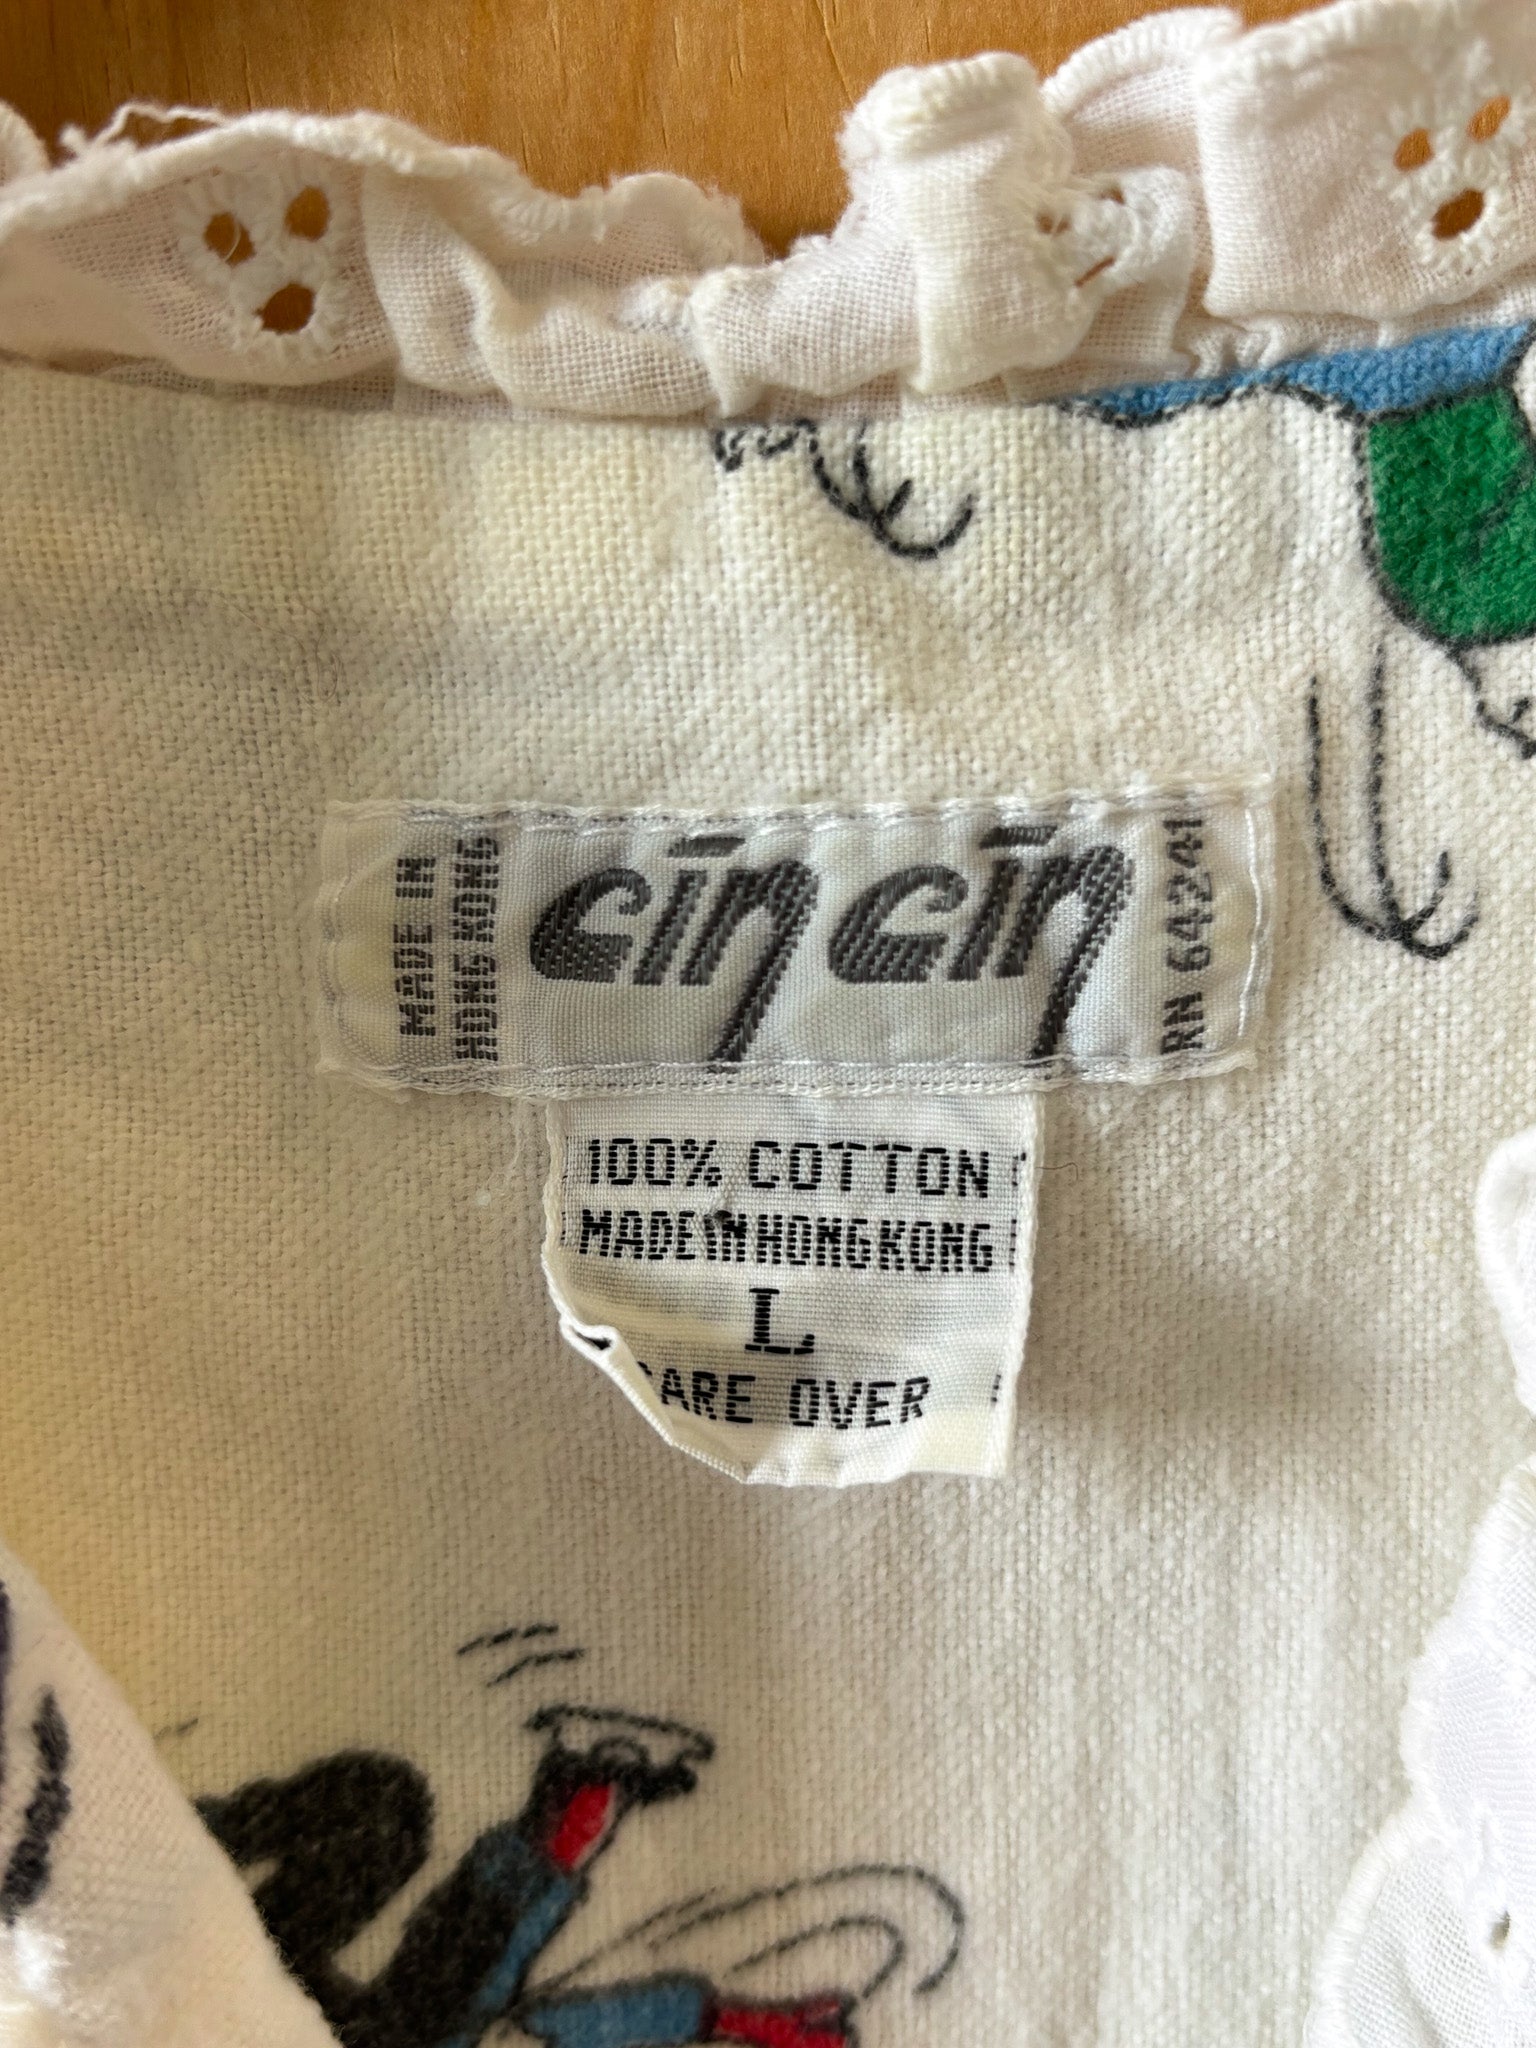 MADE IN
HONG KONG
cin cin
RN 64241
100% COTTON
MADE IN HONG KONG
L
CARE OVER